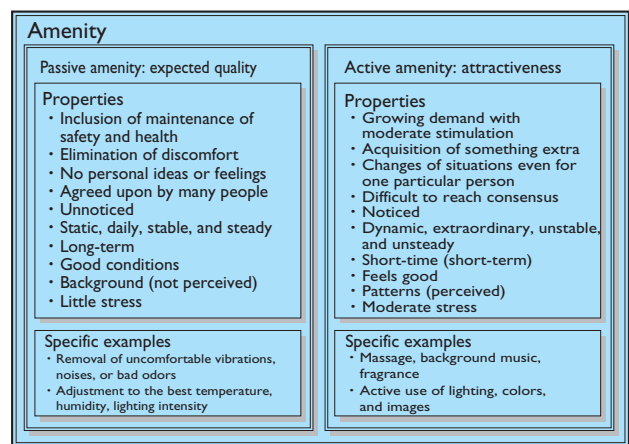 Amenity
Passive amenity: expected quality
Properties
・Inclusion of maintenance of
safety and health
・Elimination of discomfort
・No personal ideas or feelings
・Agreed upon by many people
・Unnoticed
・Static, daily, stable, and steady
・Long-term
・Good conditions
・Background (not perceived)
・Little stress
Specific examples
・Removal of uncomfortable vibrations,
noises, or bad odors
・Adjustment to the best temperature,
humidity, lighting intensity
Active amenity: attractiveness
Properties
・Growing demand with
moderate stimulation
・Acquisition of something extra
・Changes of situations even for
one particular person
・Difficult to reach consensus
・Noticed
・Dynamic, extraordinary, unstable,
and unsteady
・Short-time (short-term)
・Feels good
・Patterns (perceived)
・Moderate stress
Specific examples
・Massage, background music,
fragrance
・Active use of lighting, colors,
and images